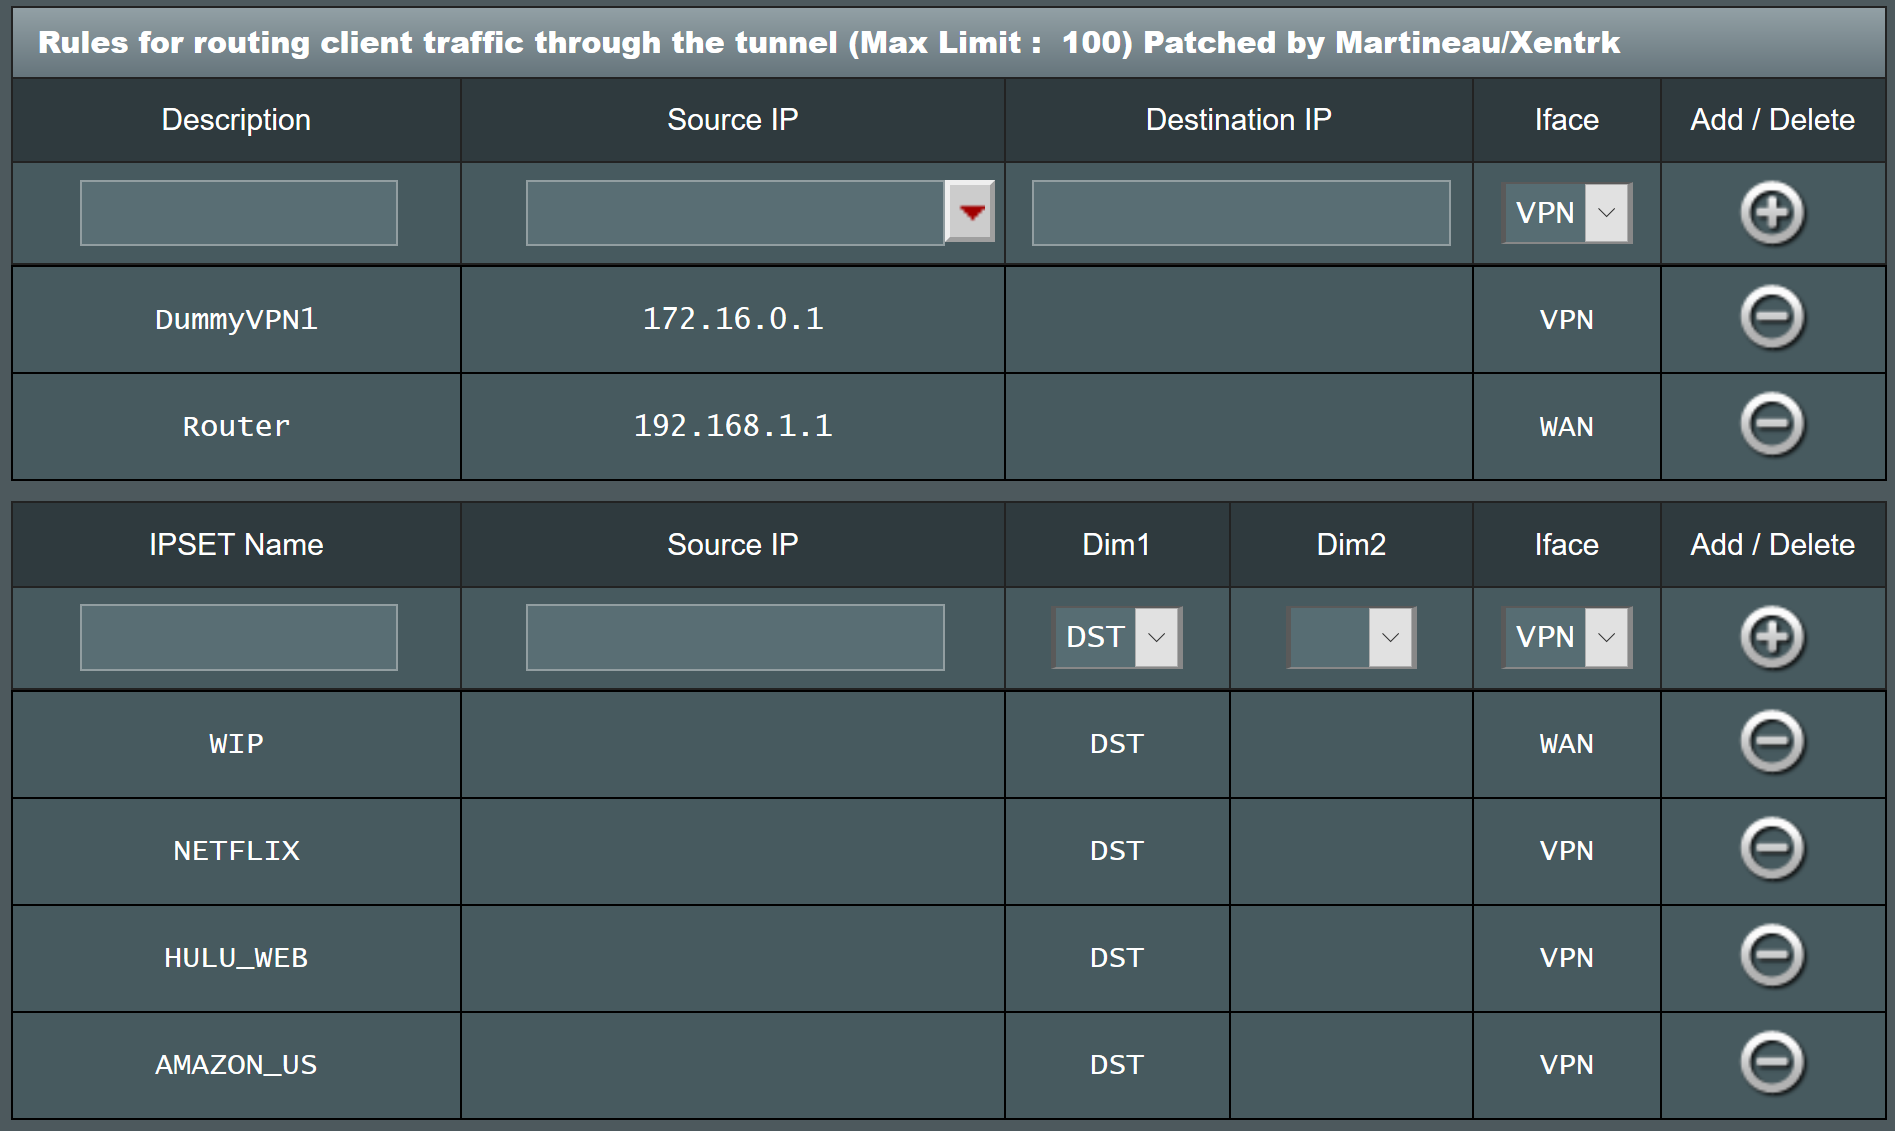 Rules for routing client traffic through the tunnel (Max Limit :  100) Patched by Martineau/Xentrk
Description Source IP Destination IP Iface Add / Delete
VPN
DummyVPN1 172.16.0.1 VPN
Router 192.168.1.1 WAN
IPSET Name Source IP Dim1 Dim2 Iface Add / Delete
DST VPN
WIP DST WAN
NETFLIX DST VPN
HULU_WEB DST VPN
AMAZON_US DST VPN